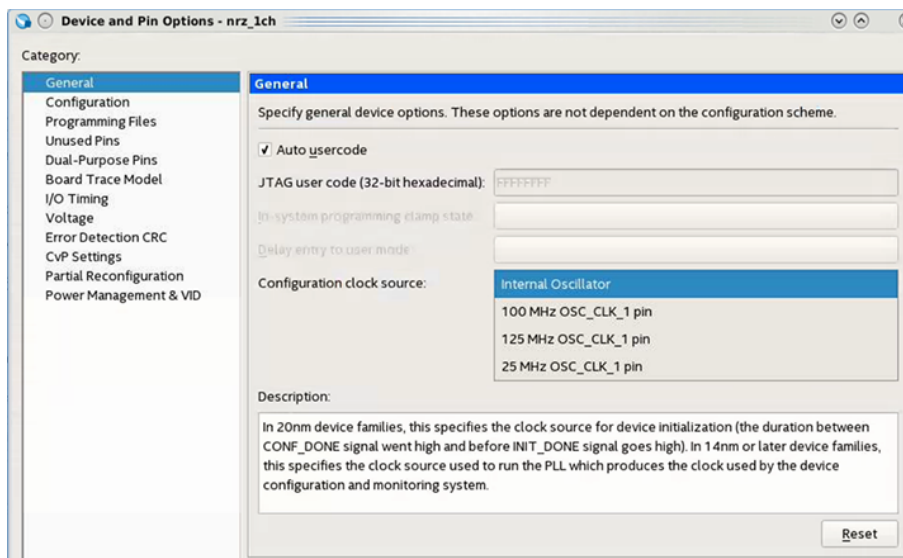 Device and Pin Options - nrz_1ch
Category:
General
Configuration
Programming Files
Unused Pins
Dual-Purpose Pins
Board Trace Model
I/O Timing
Voltage
Error Detection CRC
CvP Settings
Partial Reconfiguration
Power Management & VID
General
Specify general device options. These options are not dependent on the configuration scheme.
Auto usercode
JTAG user code (32-bit hexadecimal): FFFFFFFF
In-system programming clamp state:
Delay entry to user mode:
Configuration clock source:
Internal Oscillator
100 MHz OSC_CLK_1 pin
125 MHz OSC_CLK_1 pin
25 MHz OSC_CLK_1 pin
Description:
In 20nm device families, this specifies the clock source for device initialization (the duration between
CONF_DONE signal went high and before INIT_DONE signal goes high). In 14nm or later device families,
this specifies the clock source used to run the PLL which produces the clock used by the device
configuration and monitoring system.
Reset